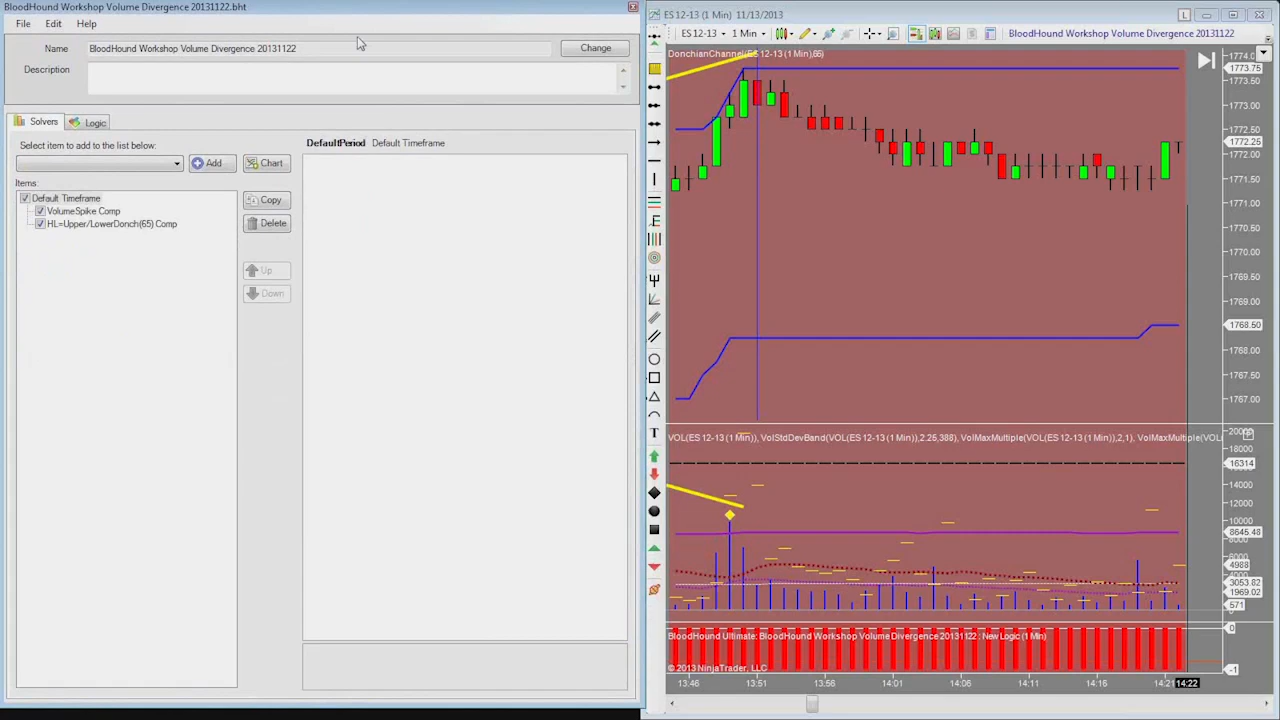 BloodHound Workshop Volume Divergence 20131122.bht
File Edit Help
Name BloodHound Workshop Volume Divergence 20131122 Change
Description
Solvers Logic
Select item to add to the list below:
Add Chart
Items:
Default Timeframe
VolumeSpike Comp
HL=Upper/LowerDonch(65) Comp
Copy
Delete
Up
Down
DefaultPeriod Default Timeframe
ES 12-13 (1 Min) 11/13/2013
L
ES 12-13 1 Min BloodHound Workshop Volume Divergence 20131122
DonchianChannel(ES 12-13 (1 Min),65)
1773.75
1773.50
1773.00
1772.50
1772.25
1772.00
1771.50
1771.00
1770.50
1770.00
1769.50
1769.00
1768.50
1768.00
1767.50
1767.00
T
VOL(ES 12-13 (1 Min)), VolStdDevBand(VOL(ES 12-13 (1 Min)),2.25,388), VolMaxMultiple(VOL(ES 12-13 (1 Min)),2,1), VolMaxMultiple(VOL(
18000
16314
14000
12000
10000
8645.48
6000
4988
3053.82
1969.02
571
0
-1
BloodHound Ultimate: BloodHound Workshop Volume Divergence 20131122 : New Logic (1 Min)
© 2013 NinjaTrader, LLC
13:46 13:51 13:56 14:01 14:06 14:11 14:16 14:21 14:22